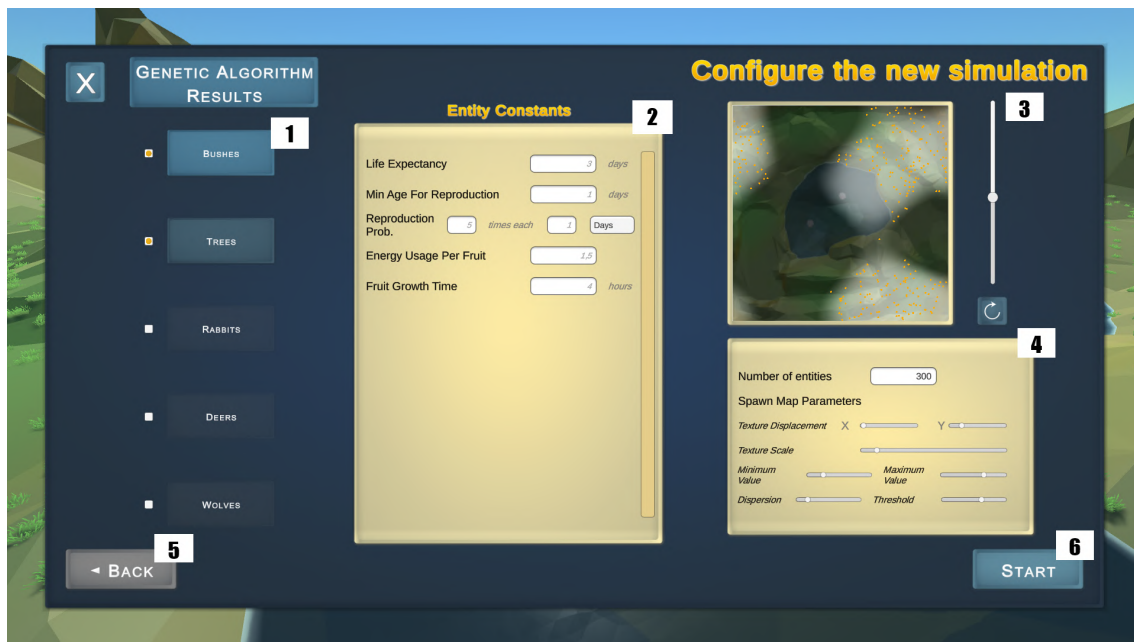 X
GENETIC ALGORITHM
RESULTS
Configure the new simulation
1
BUSHES
TREES
RABBITS
DEERS
WOLVES
Entity Constants
2
Life Expectancy 3 days
Min Age For Reproduction 1 days
Reproduction
Prob. 5 times each 1 Days
Energy Usage Per Fruit 1,5
Fruit Growth Time 4 hours
3
4
Number of entities 300
Spawn Map Parameters
Texture Displacement X Y
Texture Scale
Minimum
Value
Maximum
Value
Dispersion Threshold
5
◄ BACK
6
START